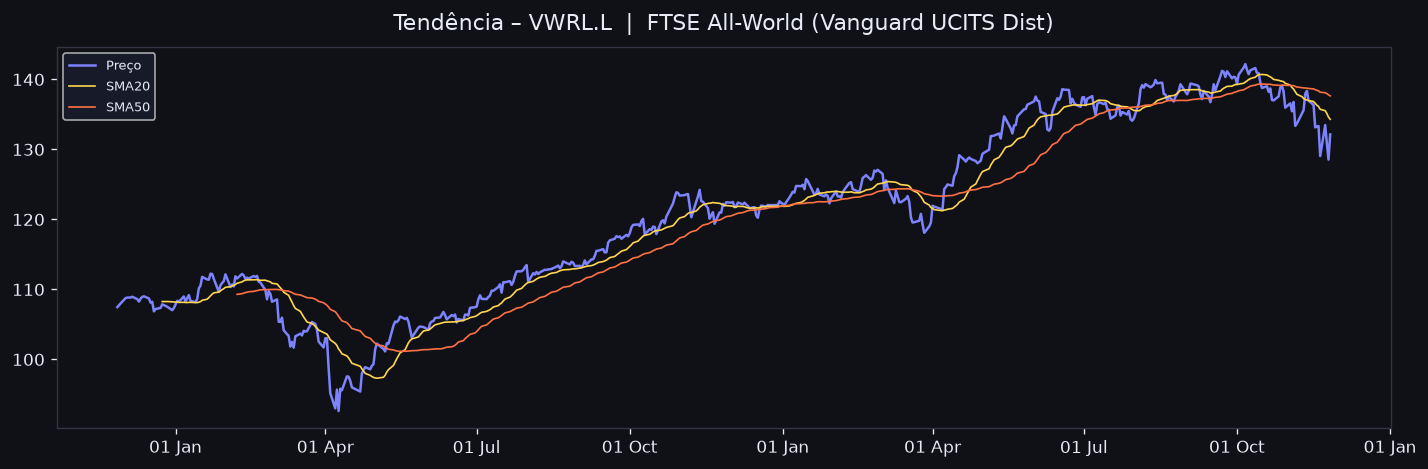 Tendência – VWRL.L | FTSE All-World (Vanguard UCITS Dist)
Preço
SMA20
SMA50
140
130
120
110
100
01 Jan
01 Apr
01 Jul
01 Oct
01 Jan
01 Apr
01 Jul
01 Oct
01 Jan